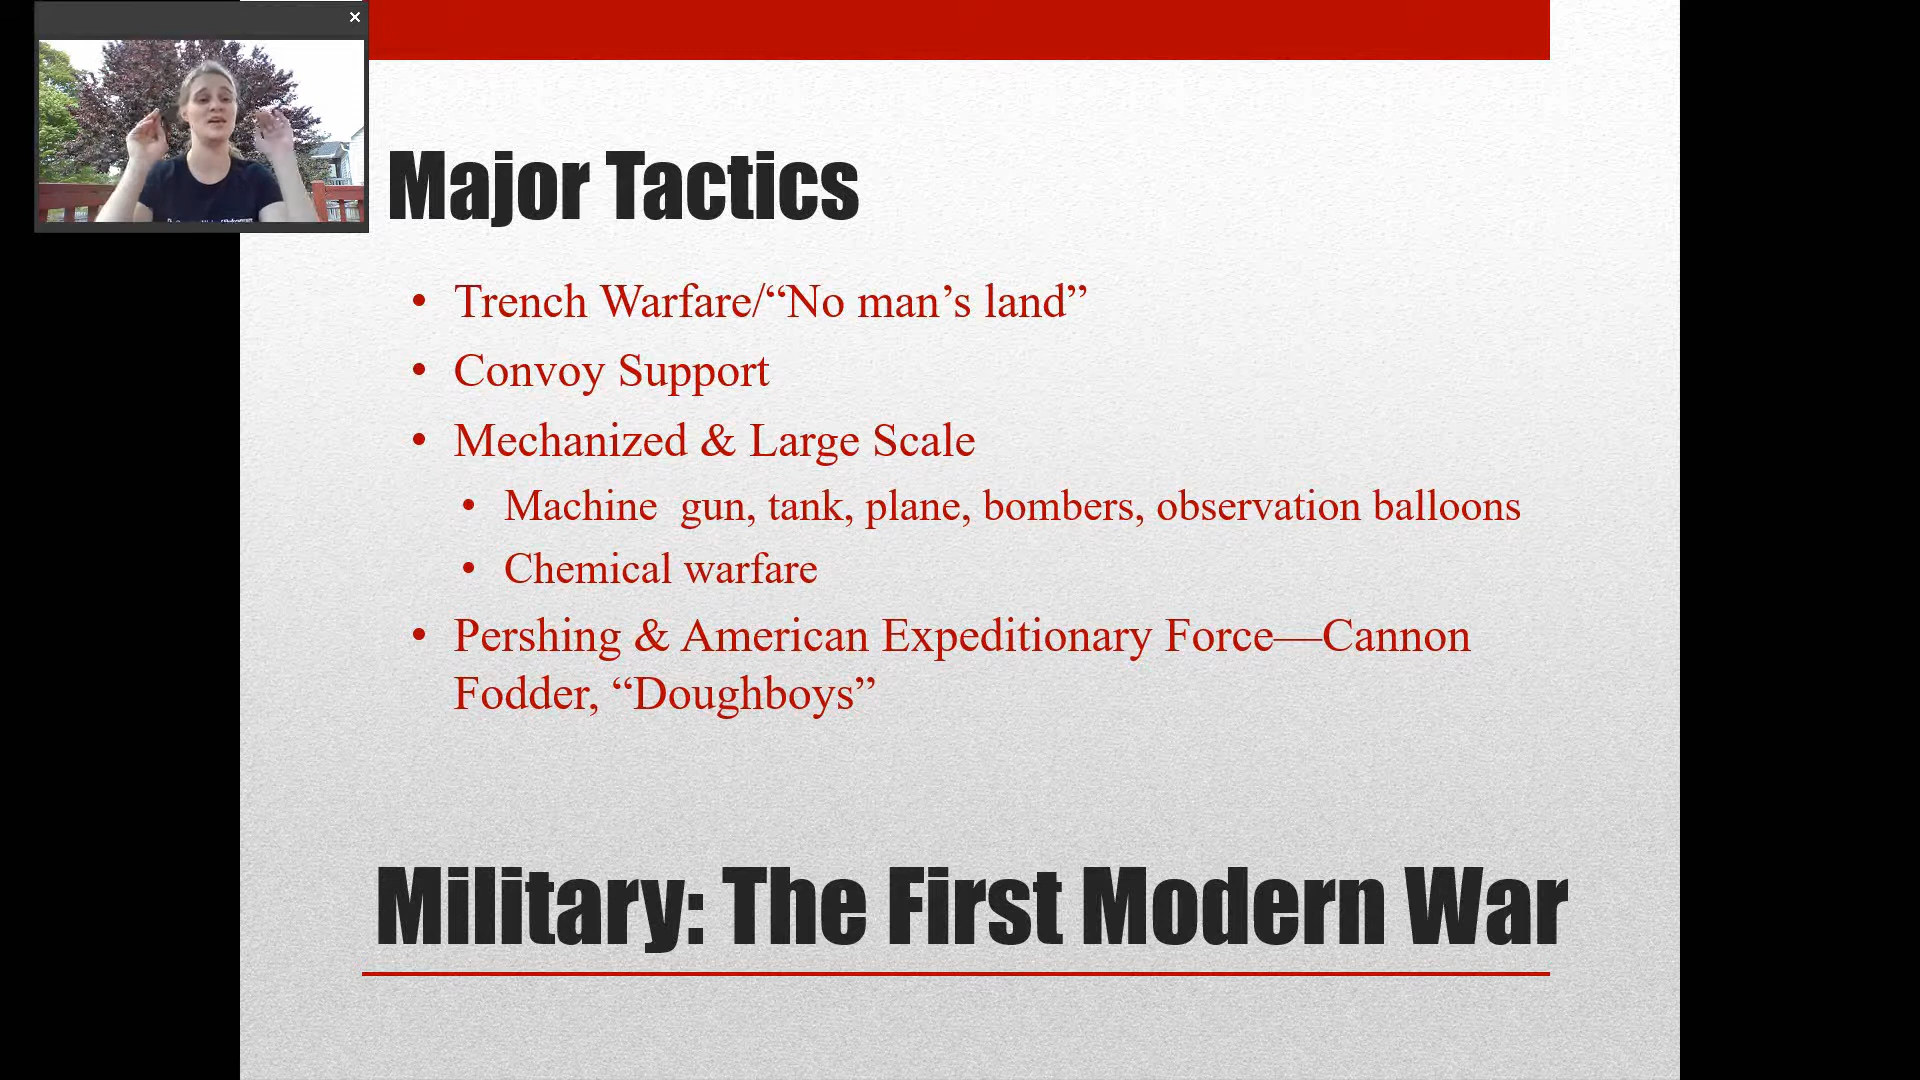 Major Tactics
• Trench Warfare/“No man’s land”
• Convoy Support
• Mechanized & Large Scale
• Machine  gun, tank, plane, bombers, observation balloons
• Chemical warfare
• Pershing & American Expeditionary Force—Cannon
Fodder, “Doughboys”
Military: The First Modern War